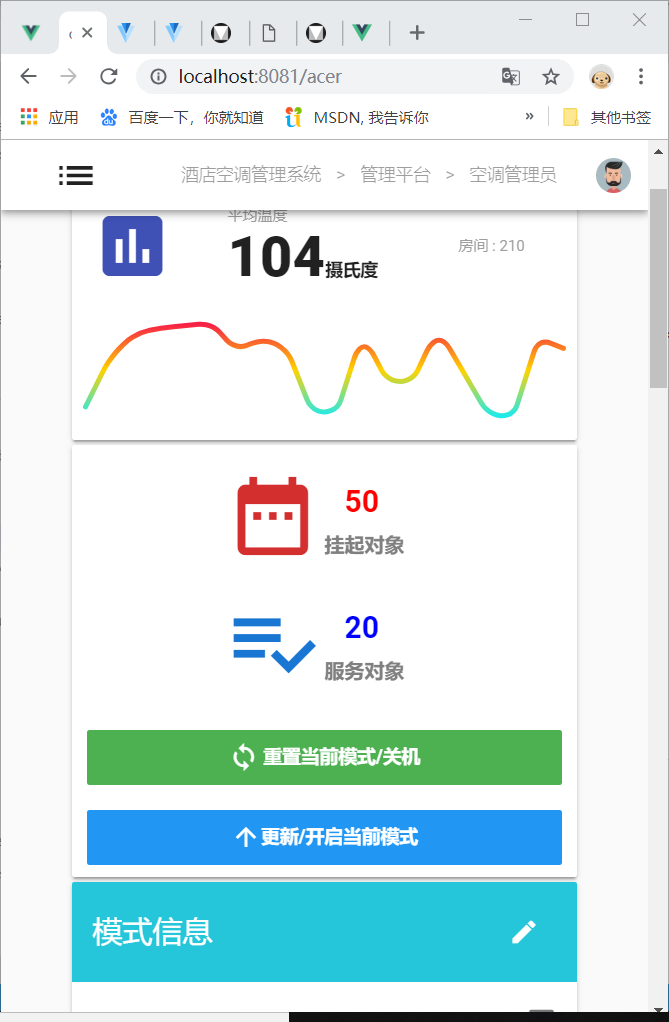 localhost:8081/acer
应用 百度一下，你就知道 MSDN, 我告诉你 » 其他书签
酒店空调管理系统 > 管理平台 > 空调管理员
平均温度
104摄氏度
房间 : 210
50
挂起对象
20
服务对象
重置当前模式/关机
更新/开启当前模式
模式信息